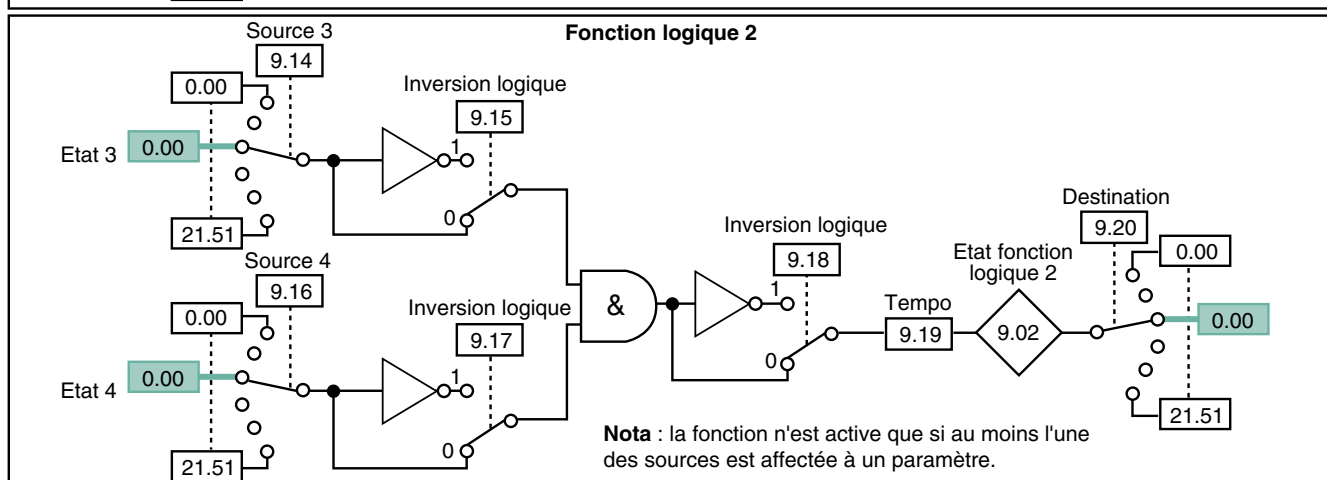 Fonction logique 2
Source 3
9.14
0.00
Inversion logique
9.15
Etat 3
0.00
1
0
21.51
Source 4
9.16
0.00
Inversion logique
9.17
Etat 4
0.00
1
0
21.51
&
Inversion logique
9.18
1
0
Tempo
9.19
Etat fonction
logique 2
9.02
Destination
9.20
0.00
0.00
21.51
Nota : la fonction n'est active que si au moins l'une
des sources est affectée à un paramètre.